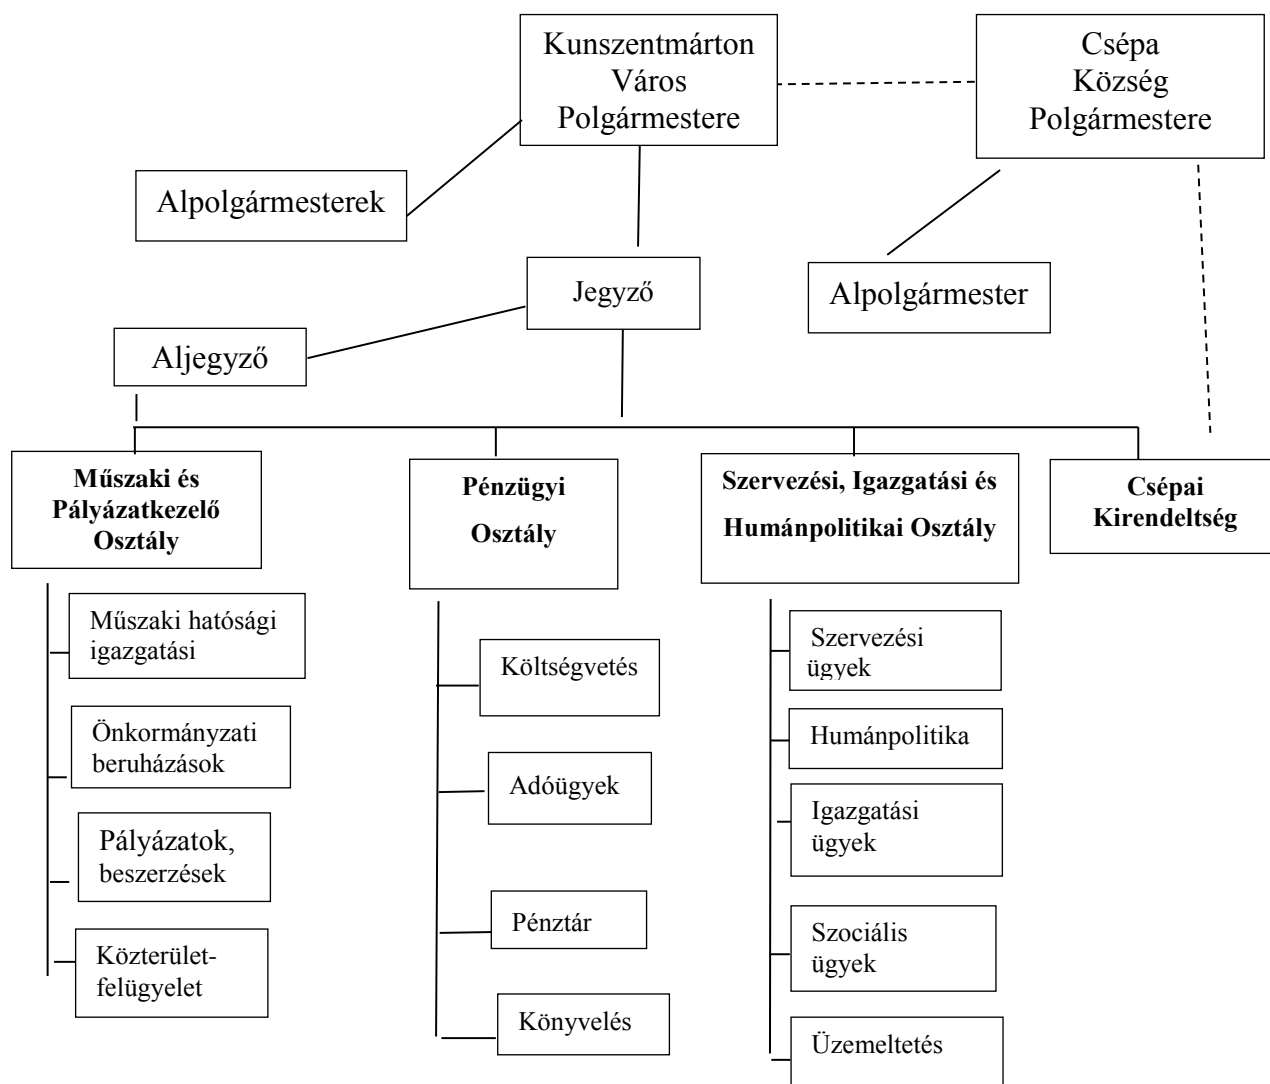 Kunszentmárton
Város
Polgármestere
Csépa
Község
Polgármestere
Alpolgármesterek
Jegyző
Alpolgármester
Aljegyző
Műszaki és
Pályázatkezelő
Osztály
Pénzügyi
Osztály
Szervezési, Igazgatási és
Humánpolitikai Osztály
Csépai
Kirendeltség
Műszaki hatósági
igazgatási
Önkormányzati
beruházások
Pályázatok,
beszerzések
Közterület-
felügyelet
Költségvetés
Adóügyek
Pénztár
Könyvelés
Szervezési
ügyek
Humánpolitika
Igazgatási
ügyek
Szociális
ügyek
Üzemeltetés